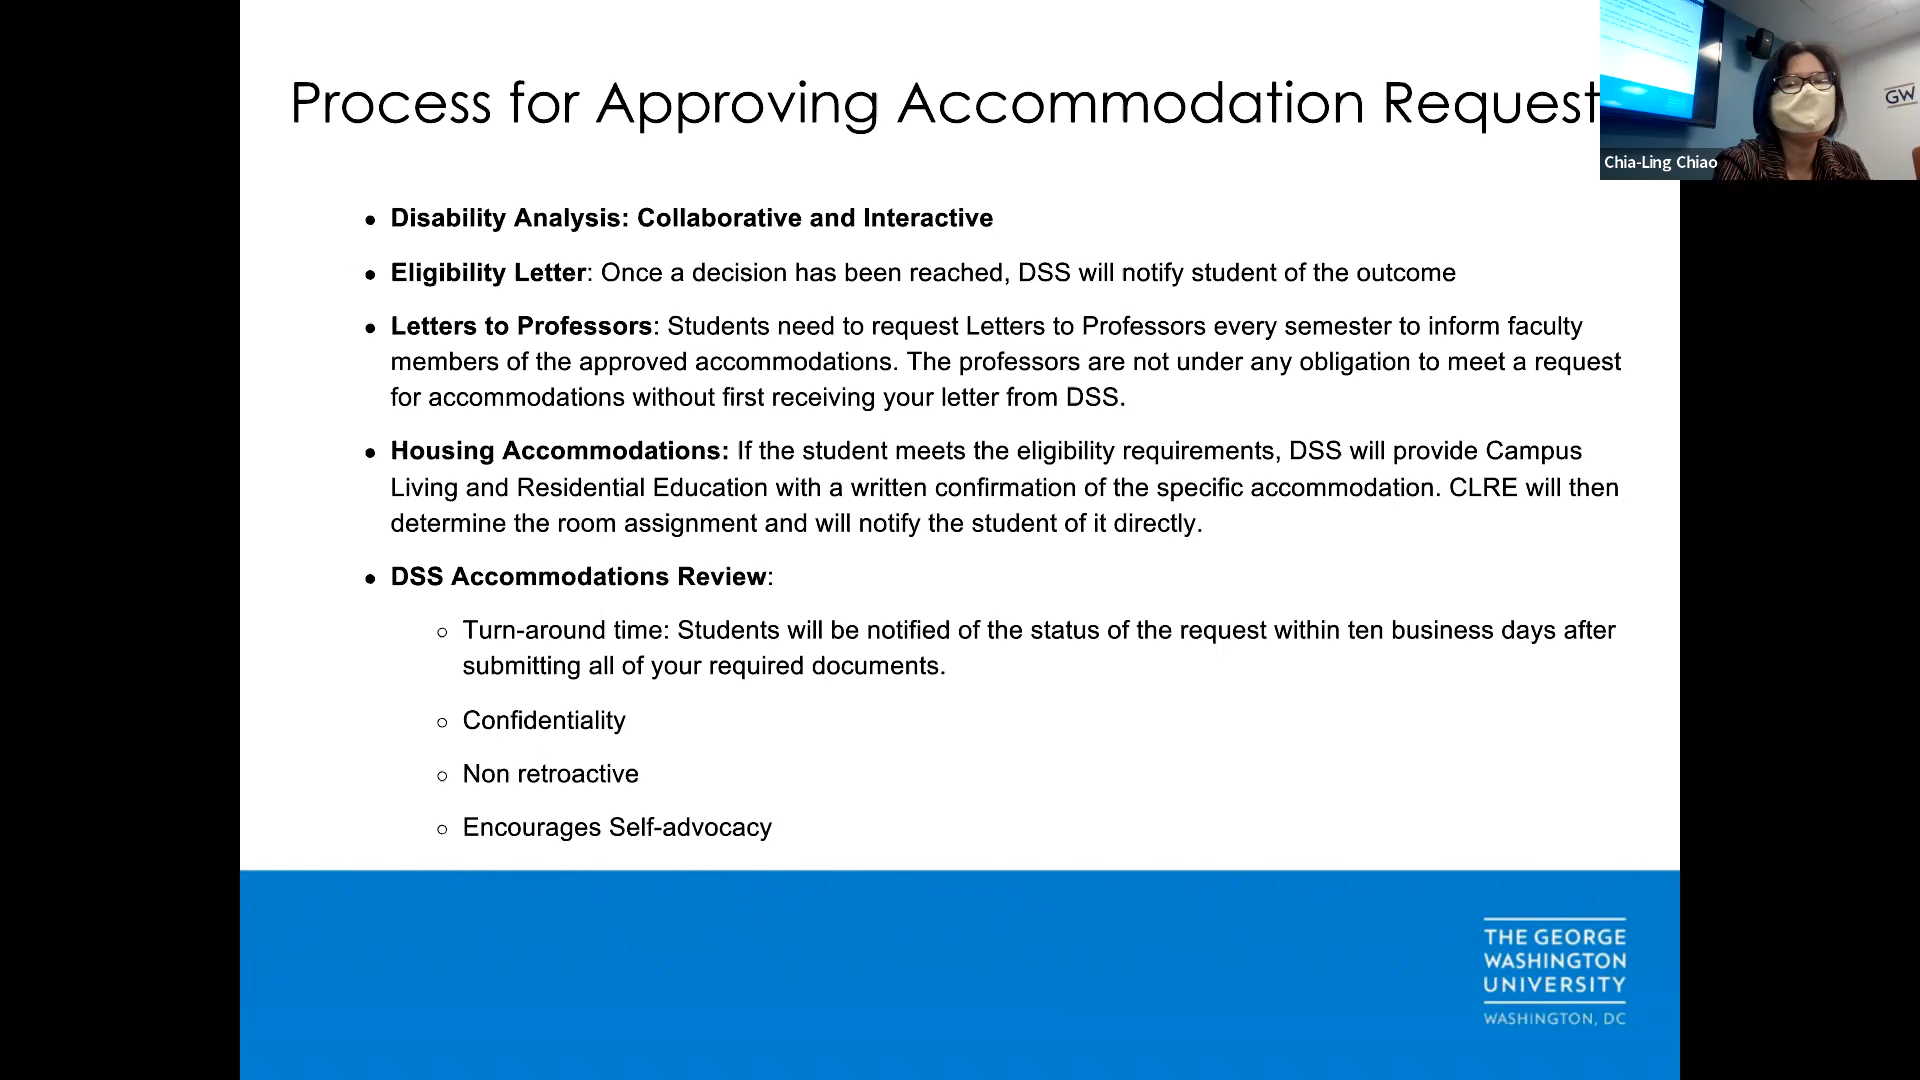 Process for Approving Accommodation Request
GW
Chia-Ling Chiao
● Disability Analysis: Collaborative and Interactive
● Eligibility Letter: Once a decision has been reached, DSS will notify student of the outcome
● Letters to Professors: Students need to request Letters to Professors every semester to inform faculty
members of the approved accommodations. The professors are not under any obligation to meet a request
for accommodations without first receiving your letter from DSS.
● Housing Accommodations: If the student meets the eligibility requirements, DSS will provide Campus
Living and Residential Education with a written confirmation of the specific accommodation. CLRE will then
determine the room assignment and will notify the student of it directly.
● DSS Accommodations Review:
○ Turn-around time: Students will be notified of the status of the request within ten business days after
submitting all of your required documents.
○ Confidentiality
○ Non retroactive
○ Encourages Self-advocacy
THE GEORGE
WASHINGTON
UNIVERSITY
WASHINGTON, DC